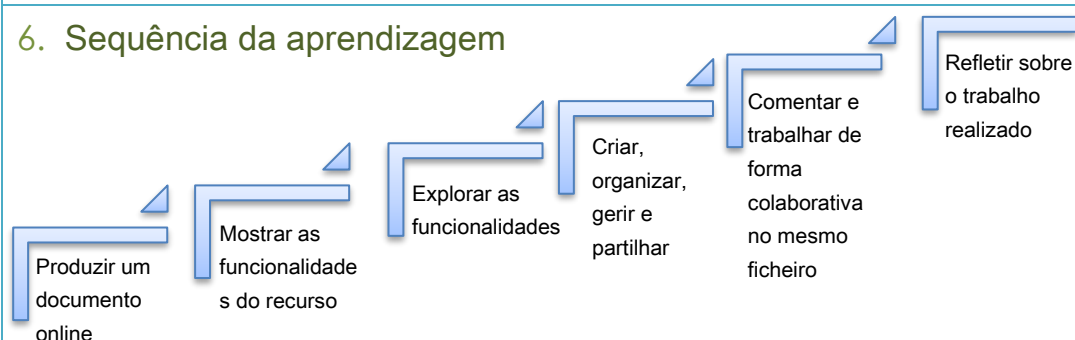 6. Sequência da aprendizagem
Produzir um
documento
online
Mostrar as
funcionalidade
s do recurso
Explorar as
funcionalidades
Criar,
organizar,
gerir e
partilhar
Comentar e
trabalhar de
forma
colaborativa
no mesmo
ficheiro
Refletir sobre
o trabalho
realizado